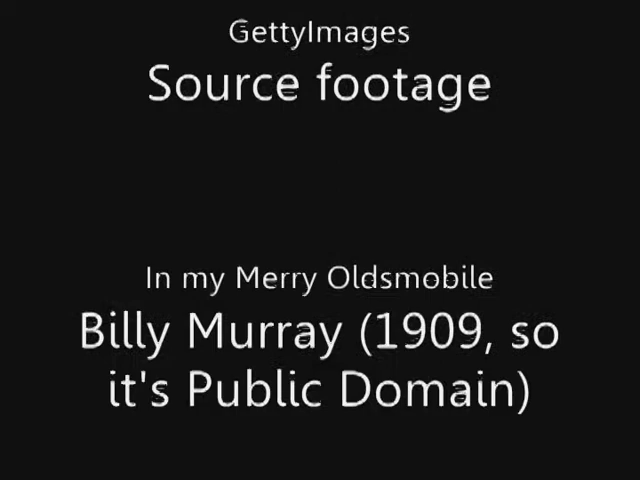 GettyImages
Source footage
In my Merry Oldsmobile
Billy Murray (1909, so
it's Public Domain)